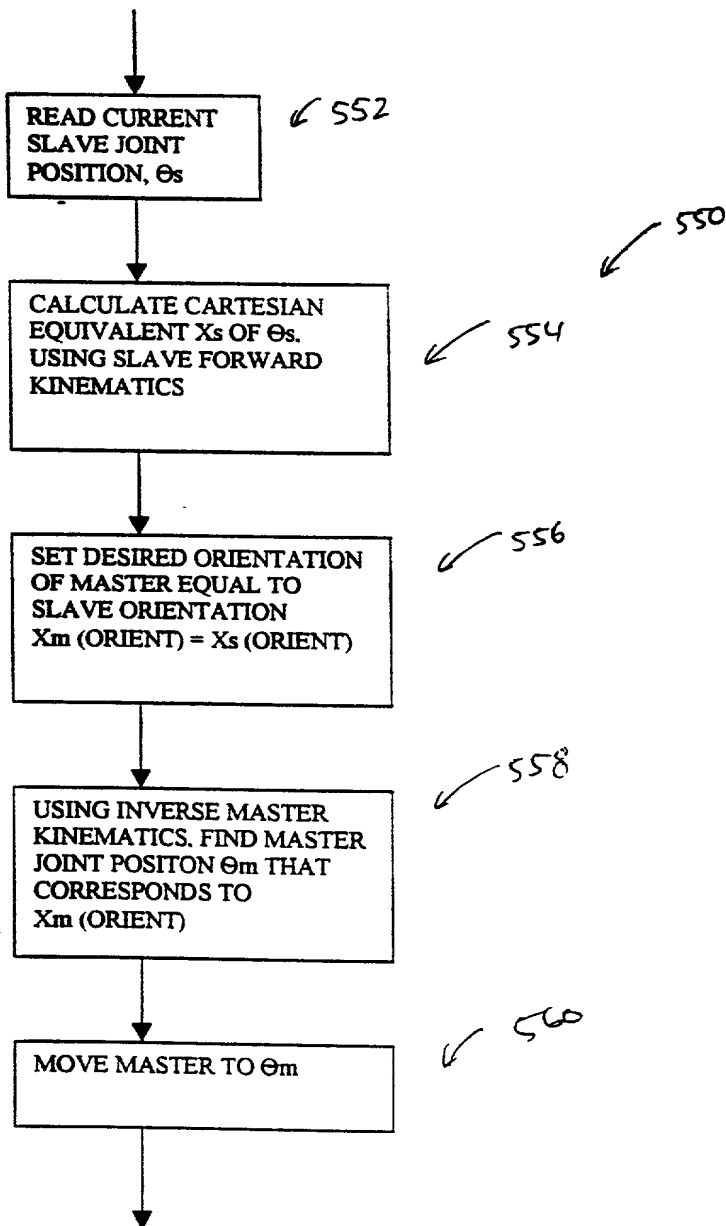 READ CURRENT
SLAVE JOINT
POSITION, Θs
552
550
CALCULATE CARTESIAN
EQUIVALENT Xs OF Θs.
USING SLAVE FORWARD
KINEMATICS
554
SET DESIRED ORIENTATION
OF MASTER EQUAL TO
SLAVE ORIENTATION
Xm (ORIENT) = Xs (ORIENT)
556
USING INVERSE MASTER
KINEMATICS. FIND MASTER
JOINT POSITON Θm THAT
CORRESPONDS TO
Xm (ORIENT)
558
MOVE MASTER TO Θm
560